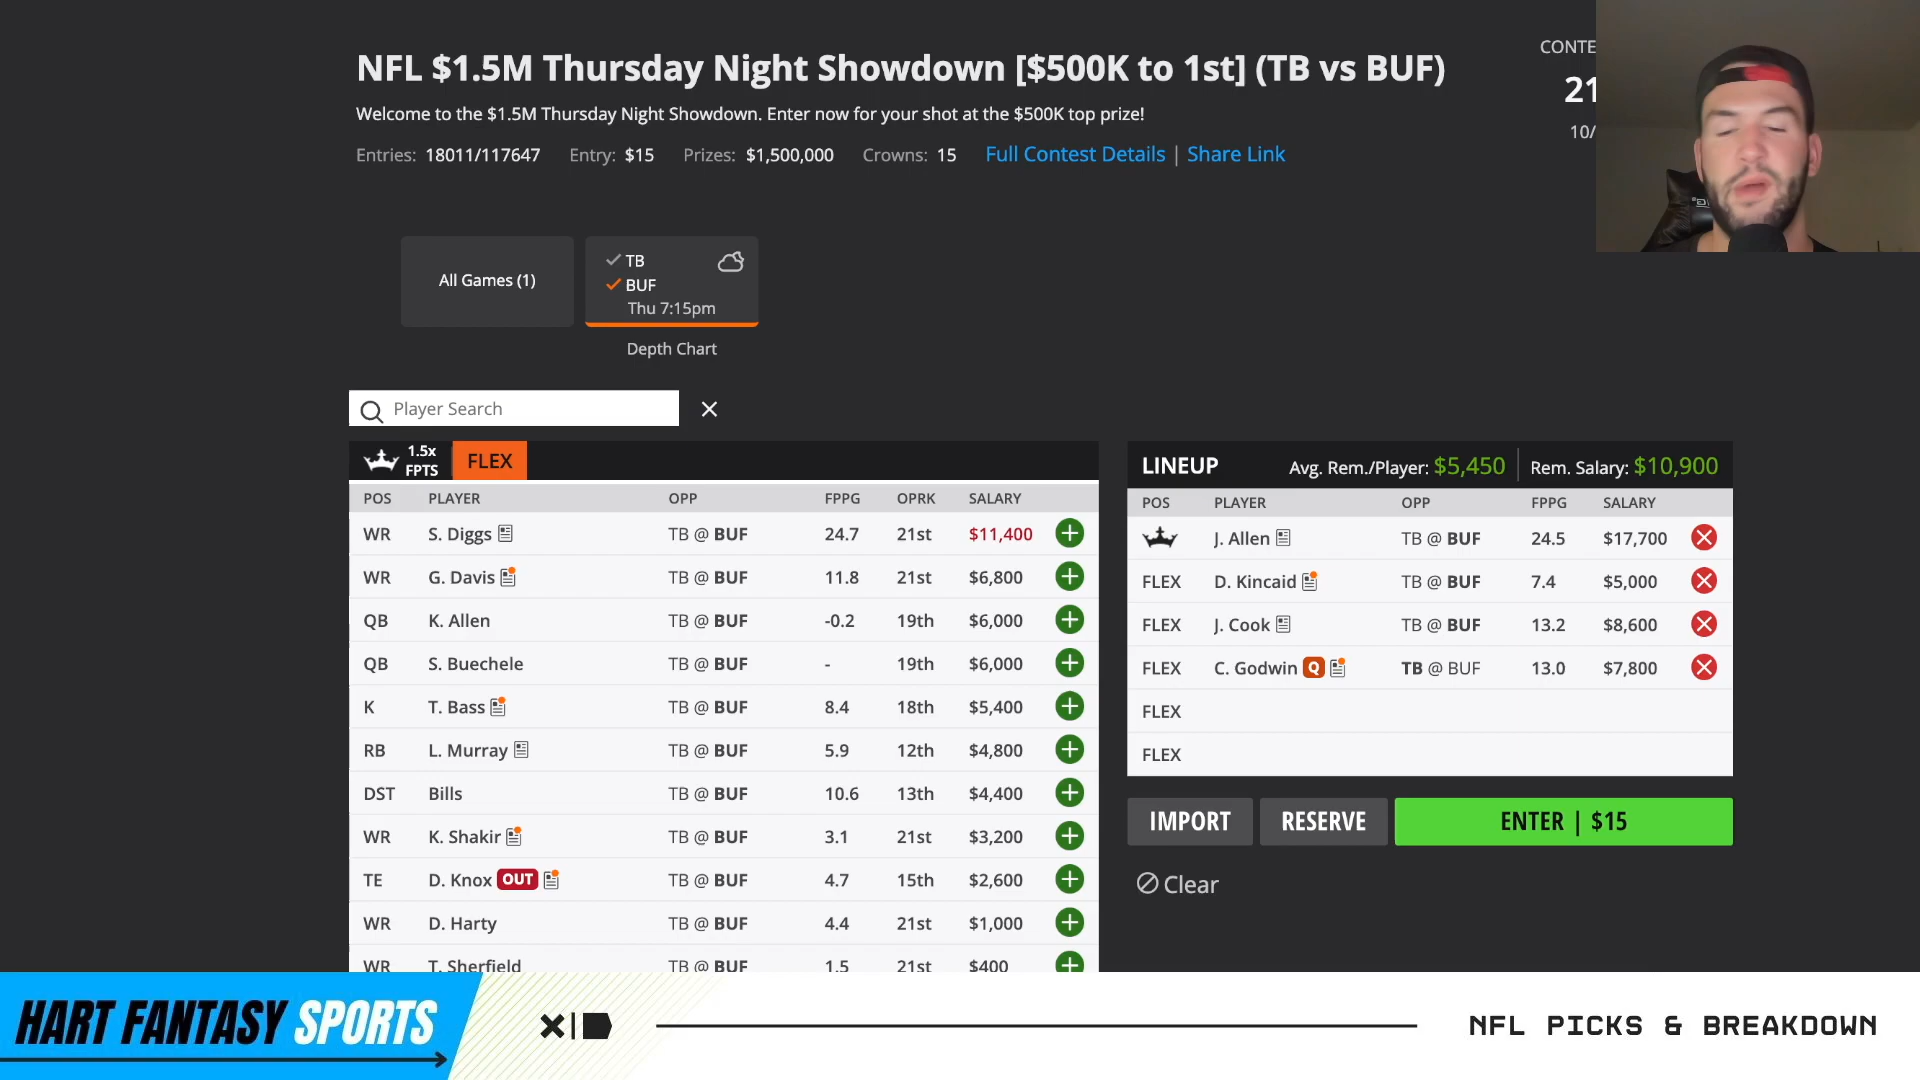 NFL $1.5M Thursday Night Showdown [$500K to 1st] (TB vs BUF)
CONTE
21
10/
Welcome to the $1.5M Thursday Night Showdown. Enter now for your shot at the $500K top prize!
Entries: 18011/117647 Entry: $15 Prizes: $1,500,000 Crowns: 15 Full Contest Details | Share Link
All Games (1)
TB
BUF
Thu 7:15pm
Depth Chart
Player Search
1.5x FPTS FLEX
POS PLAYER OPP FPPG OPRK SALARY
WR S. Diggs TB @ BUF 24.7 21st $11,400
WR G. Davis TB @ BUF 11.8 21st $6,800
QB K. Allen TB @ BUF -0.2 19th $6,000
QB S. Buechele TB @ BUF - 19th $6,000
K T. Bass TB @ BUF 8.4 18th $5,400
RB L. Murray TB @ BUF 5.9 12th $4,800
DST Bills TB @ BUF 10.6 13th $4,400
WR K. Shakir TB @ BUF 3.1 21st $3,200
TE D. Knox OUT TB @ BUF 4.7 15th $2,600
WR D. Harty TB @ BUF 4.4 21st $1,000
WR T. Sherfield TB @ BUF 1.5 21st $400
LINEUP Avg. Rem./Player: $5,450 Rem. Salary: $10,900
POS PLAYER OPP FPPG SALARY
J. Allen TB @ BUF 24.5 $17,700
FLEX D. Kincaid TB @ BUF 7.4 $5,000
FLEX J. Cook TB @ BUF 13.2 $8,600
FLEX C. Godwin Q TB @ BUF 13.0 $7,800
FLEX
FLEX
IMPORT RESERVE ENTER | $15
Clear
HART FANTASY SPORTS
NFL PICKS & BREAKDOWN